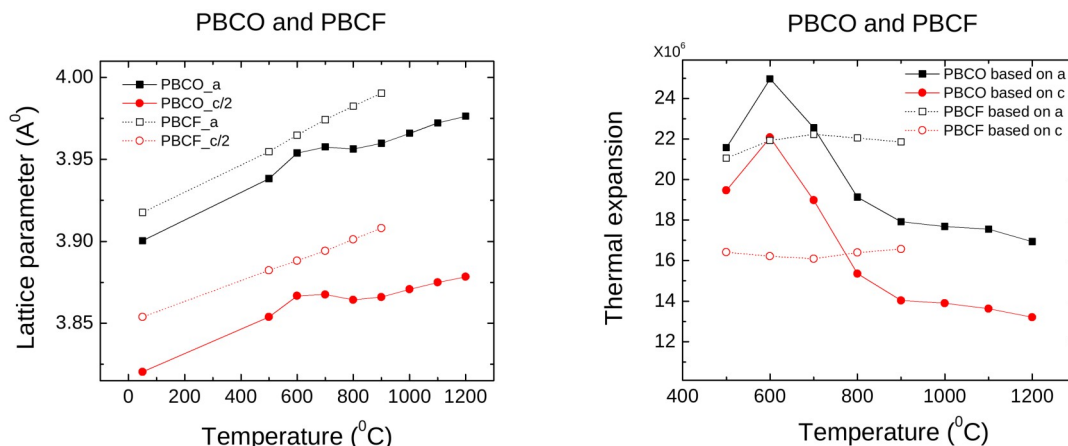 PBCO and PBCF
4.00
3.95
3.90
3.85
Lattice parameter (A⁰)
PBCO_a
PBCO_c/2
PBCF_a
PBCF_c/2
0 200 400 600 800 1000 1200
Temperature (⁰C)
PBCO and PBCF
X10⁶
26
24
22
20
18
16
14
12
Thermal expansion
PBCO based on a
PBCO based on c
PBCF based on a
PBCF based on c
400 600 800 1000 1200
Temperature (⁰C)